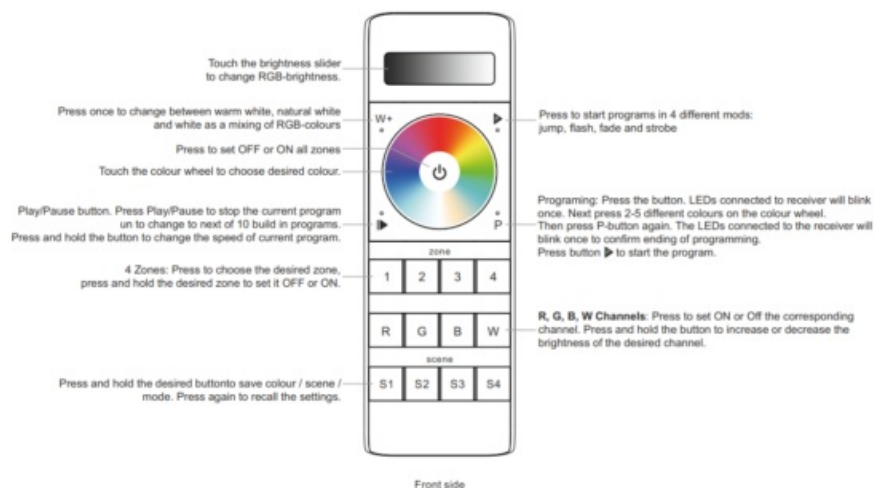 Touch the brightness slider
to change RGB-brightness.
Press once to change between warm white, natural white
and white as a mixing of RGB-colours
Press to set OFF or ON all zones
Touch the colour wheel to choose desired colour.
Play/Pause button. Press Play/Pause to stop the current program
un to change to next of 10 build in programs.
Press and hold the button to change the speed of current program.
4 Zones: Press to choose the desired zone,
press and hold the desired zone to set it OFF or ON.
Press and hold the desired buttonto save colour / scene /
mode. Press again to recall the settings.
W+
P
zone
1 2 3 4
R G B W
scene
S1 S2 S3 S4
Press to start programs in 4 different mods:
jump, flash, fade and strobe
Programing: Press the button. LEDs connected to receiver will blink
once. Next press 2-5 different colours on the colour wheel.
Then press P-button again. The LEDs connected to the receiver will
blink once to confirm ending of programming.
Press button to start the program.
R, G, B, W Channels: Press to set ON or Off the corresponding
channel. Press and hold the button to increase or decrease the
brightness of the desired channel.
Front side